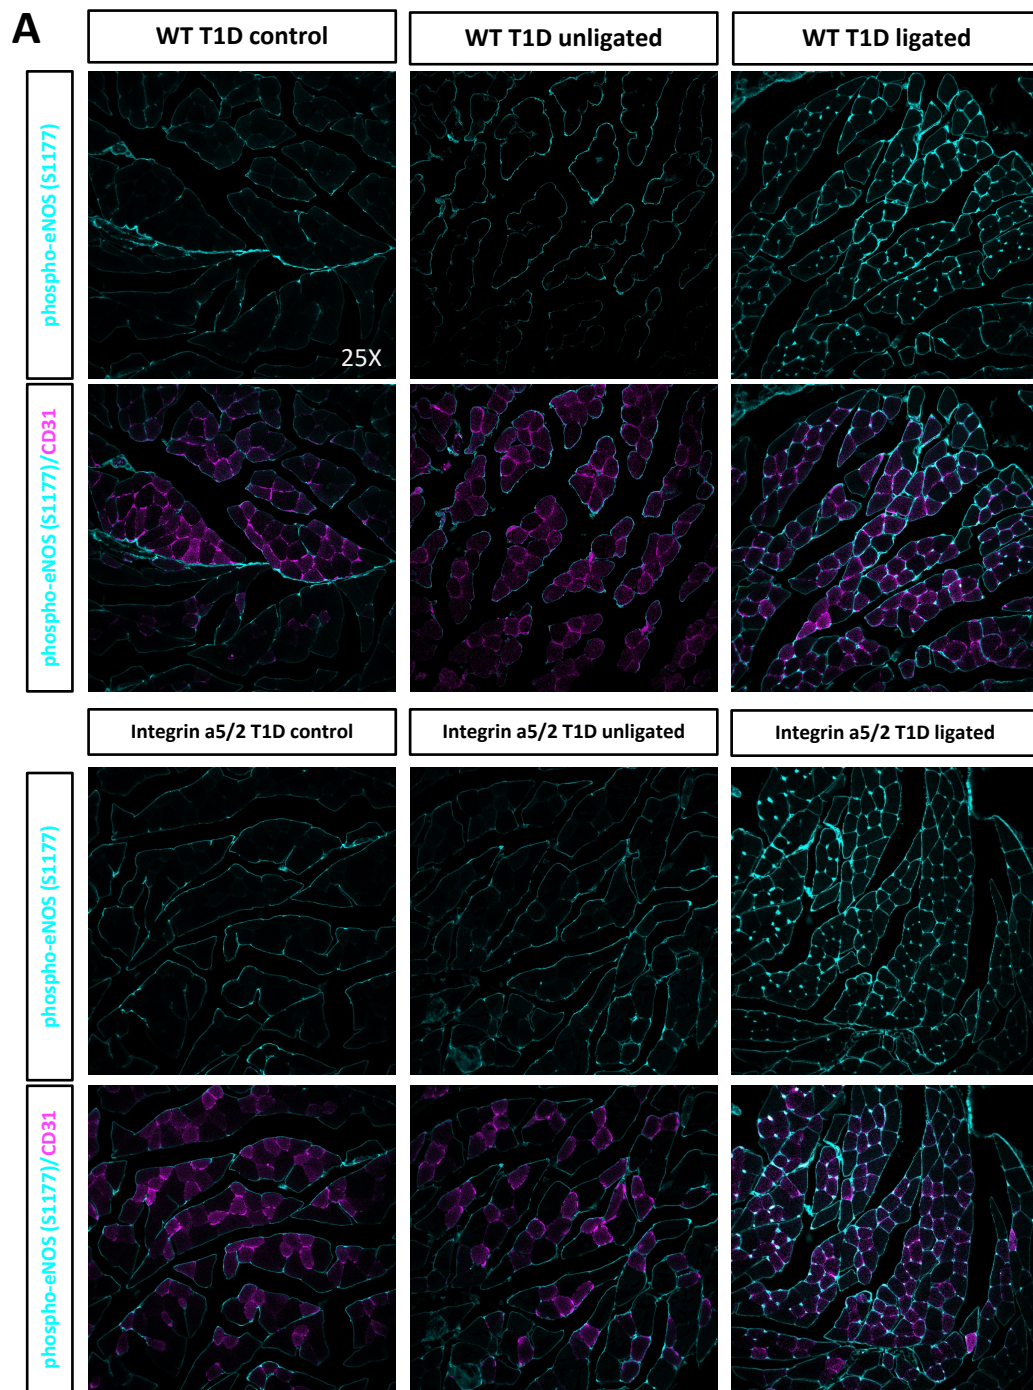 A
WT T1D control
WT T1D unligated
WT T1D ligated
phospho-eNOS (S1177)
25X
phospho-eNOS (S1177)/CD31
Integrin a5/2 T1D control
Integrin a5/2 T1D unligated
Integrin a5/2 T1D ligated
phospho-eNOS (S1177)
phospho-eNOS (S1177)/CD31